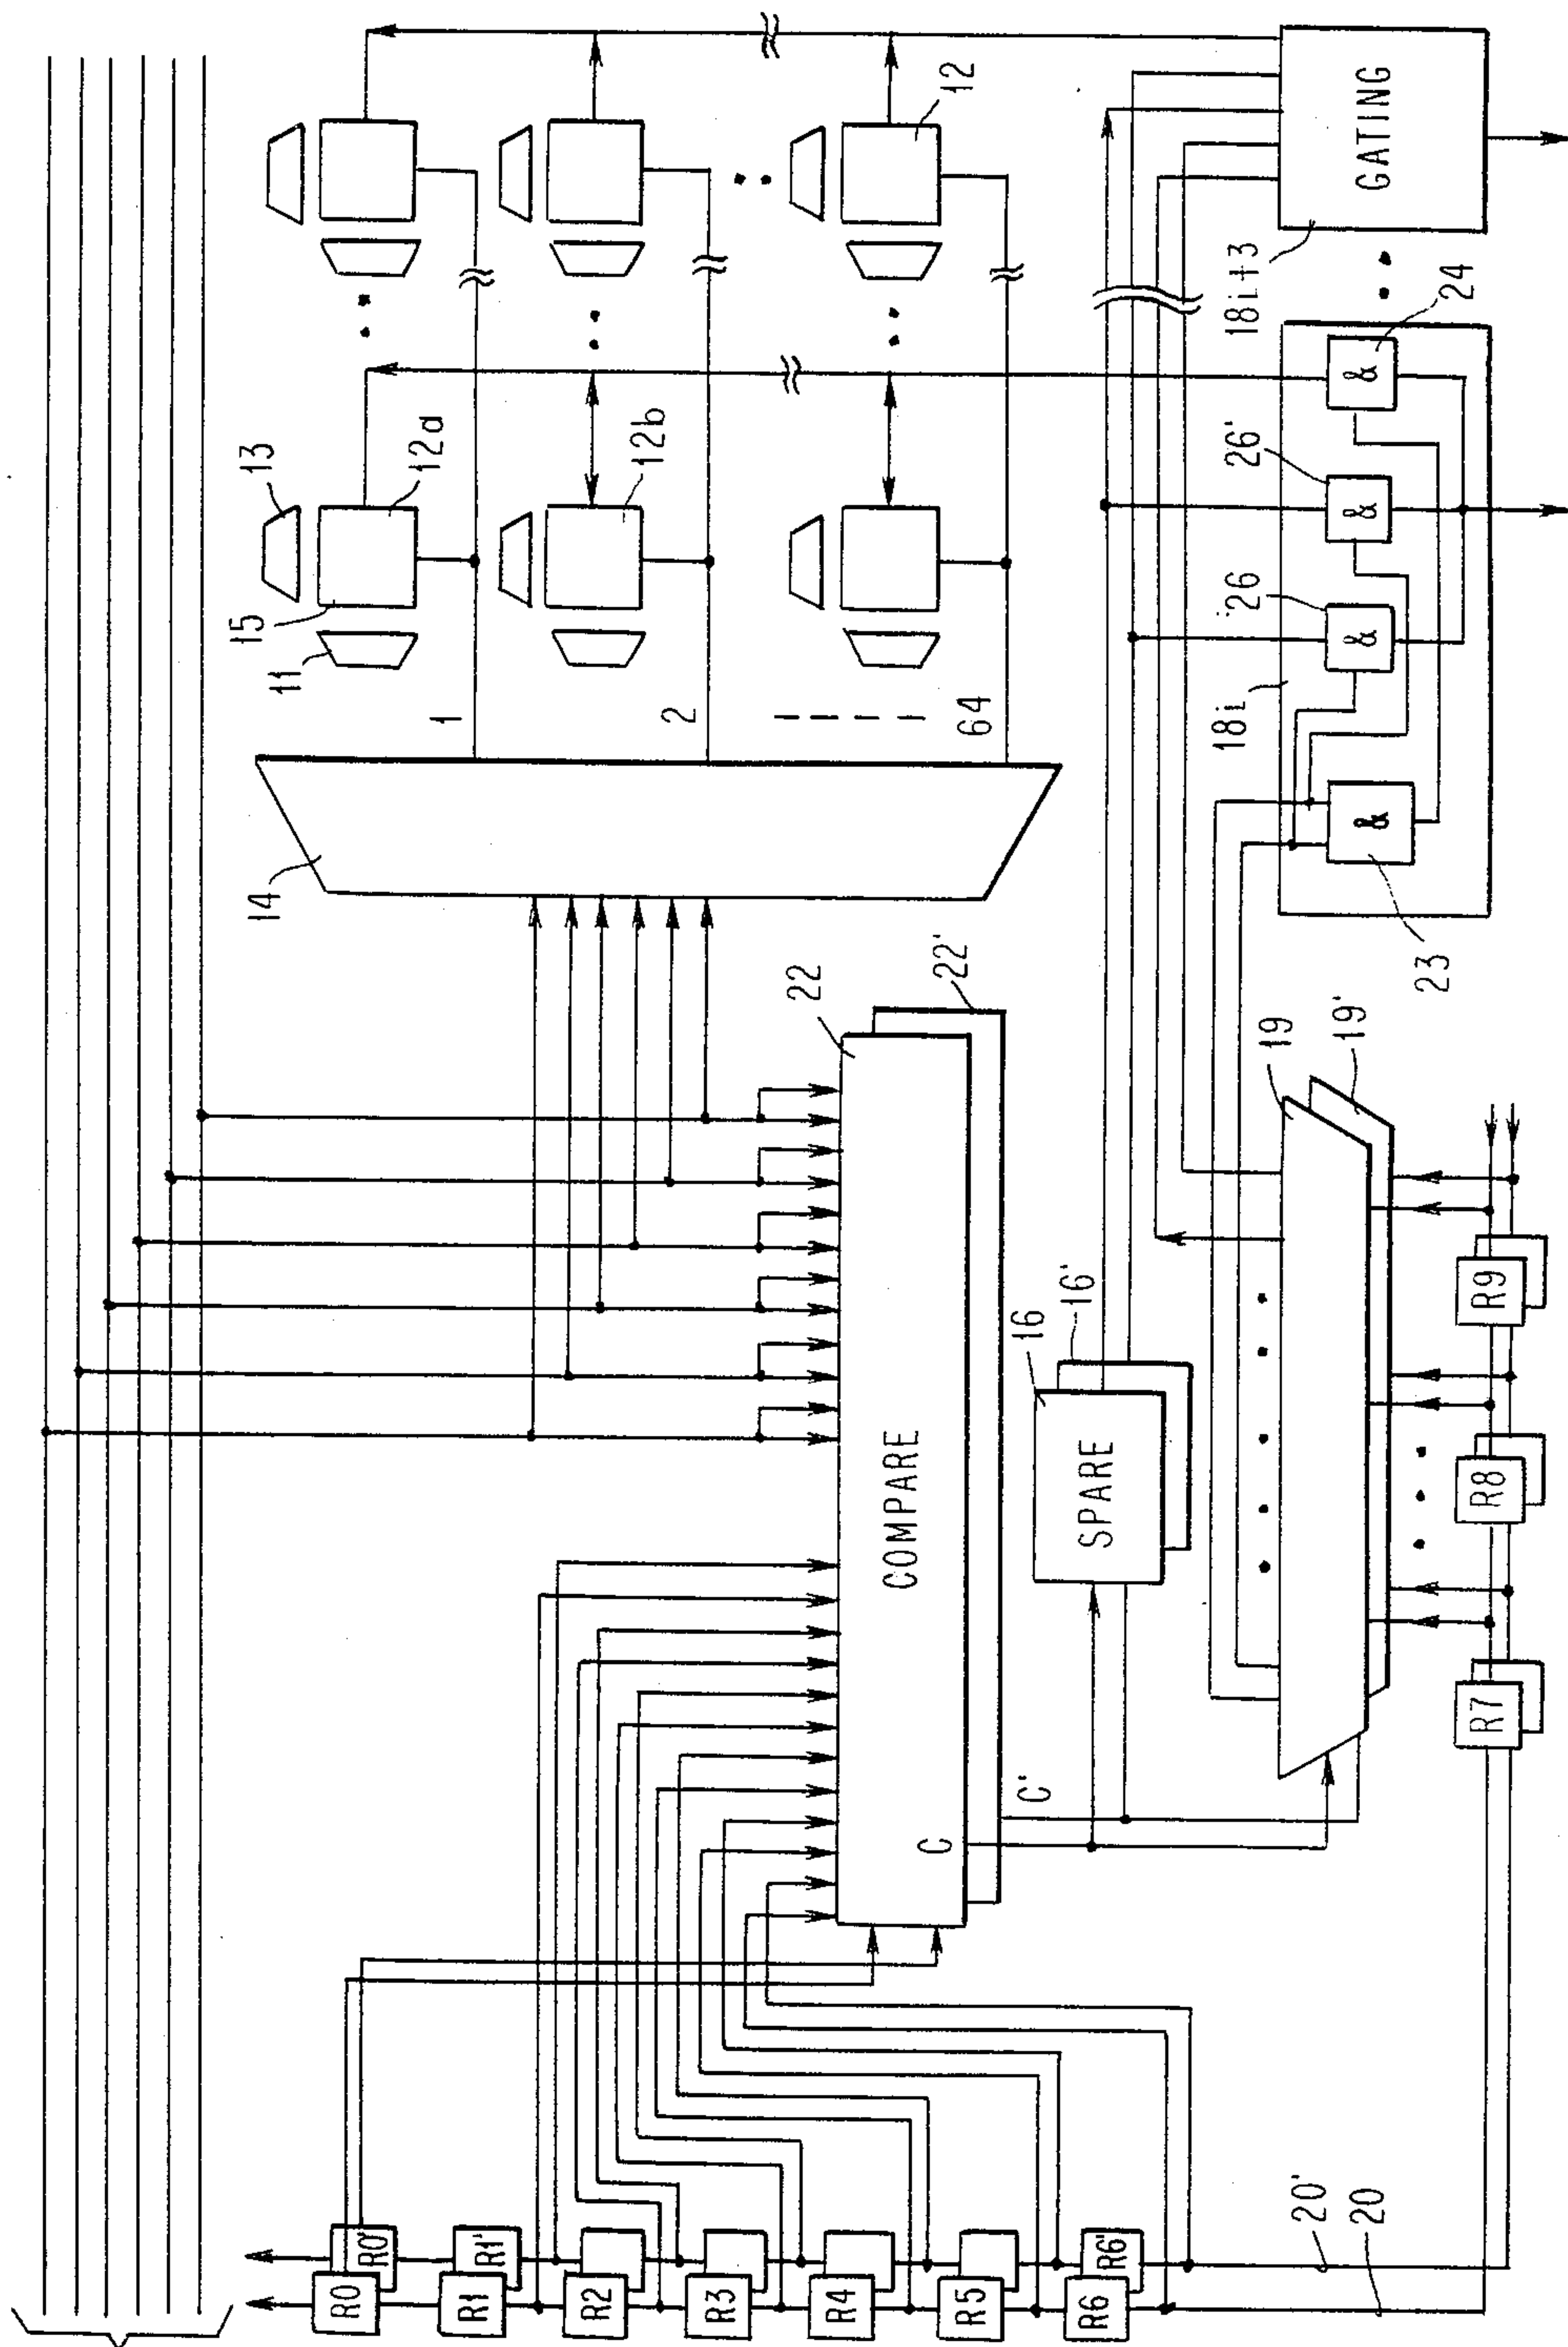 13
15
11
12a
12b
12
1
2
64
14
22
22'
COMPARE
C
C'
16
16'
SPARE
19
19'
18i
18i+3
GATING
23
26
26'
24
&
&
&
&
R0
R0'
R1
R1'
R2
R3
R4
R5
R6
R6'
20'
20
R7
R8
R9